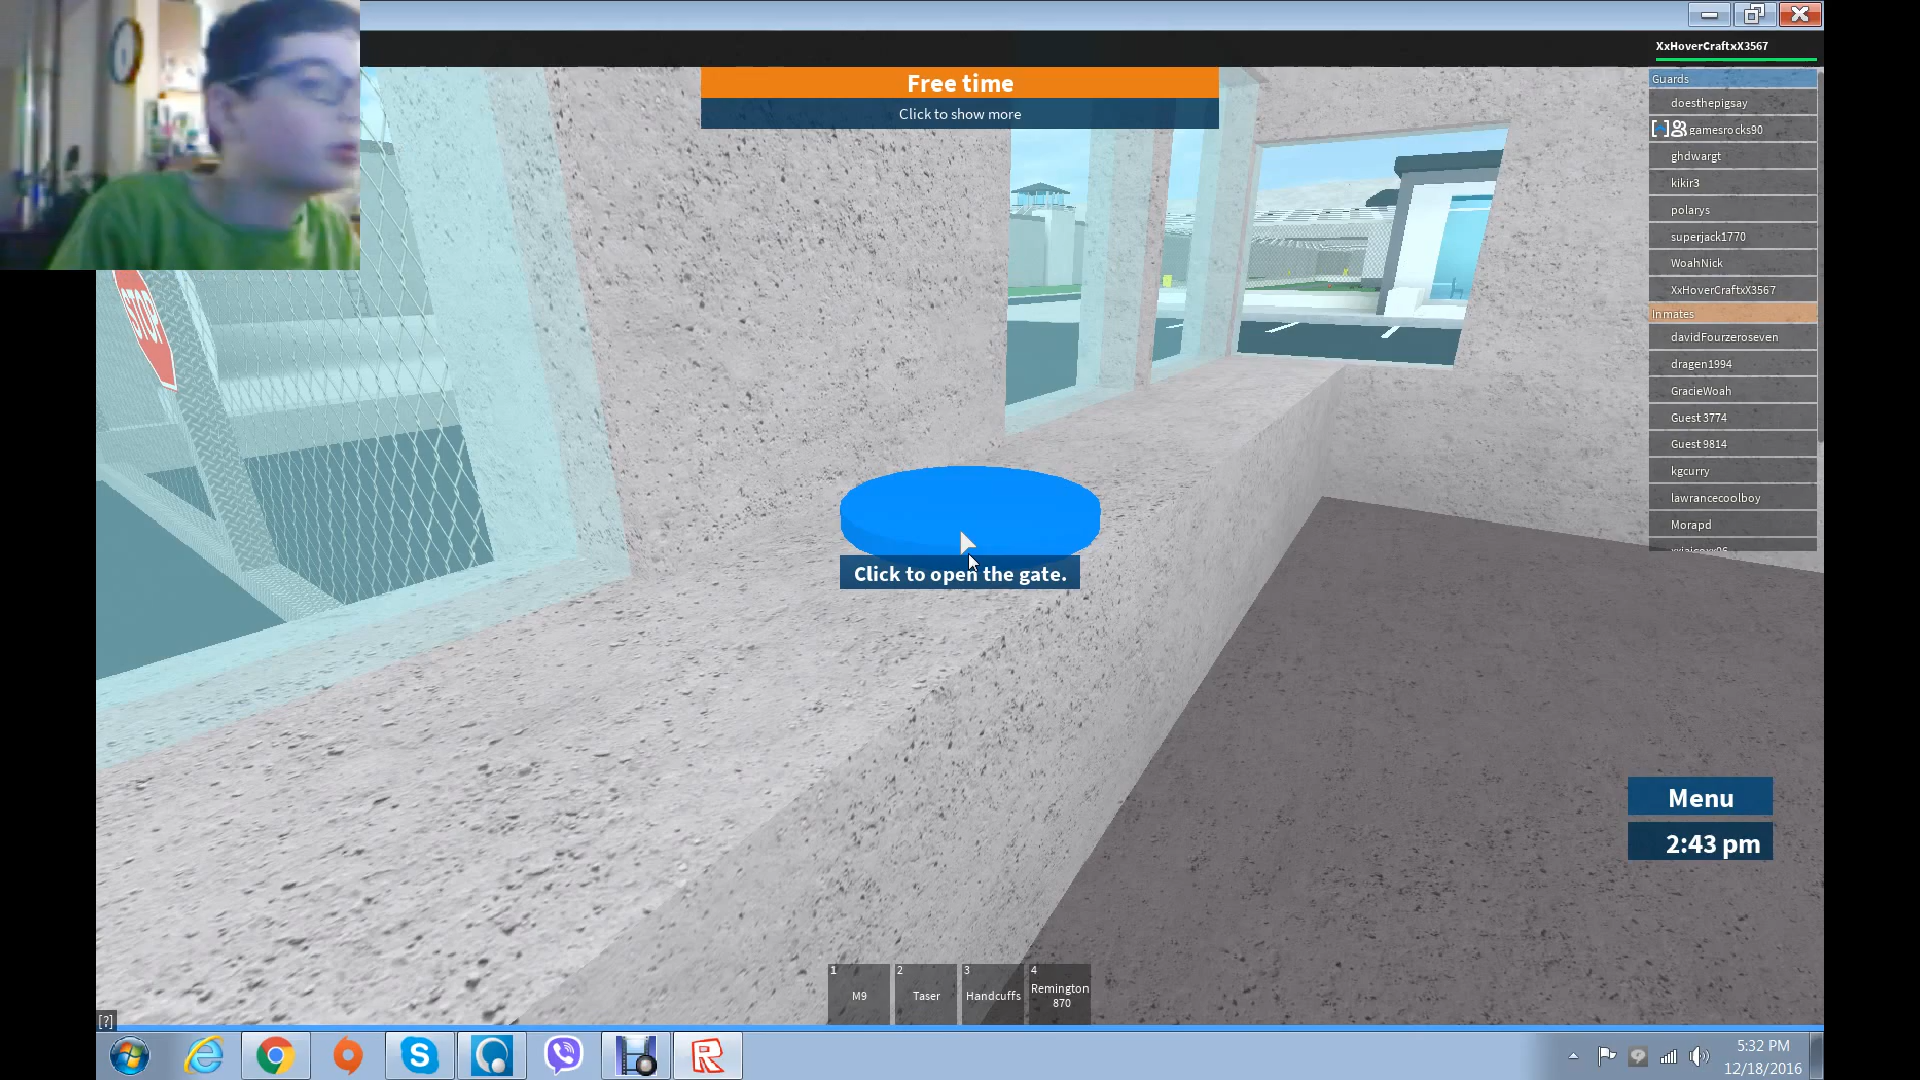 XxHoverCraftxX3567
Free time
Click to show more
Guards
doesthepigsay
gamesrocks90
ghdwargt
kikir3
polarys
superjack1770
WoahNick
XxHoverCraftxX3567
Inmates
davidFourzeroseven
dragen1994
GracieWoah
Guest 3774
Guest 9814
kgcurry
lawrancecoolboy
Morapd
STOP
Click to open the gate.
Menu
2:43 pm
1
M9
2
Taser
3
Handcuffs
4
Remington
870
[?]
5:32 PM
12/18/2016